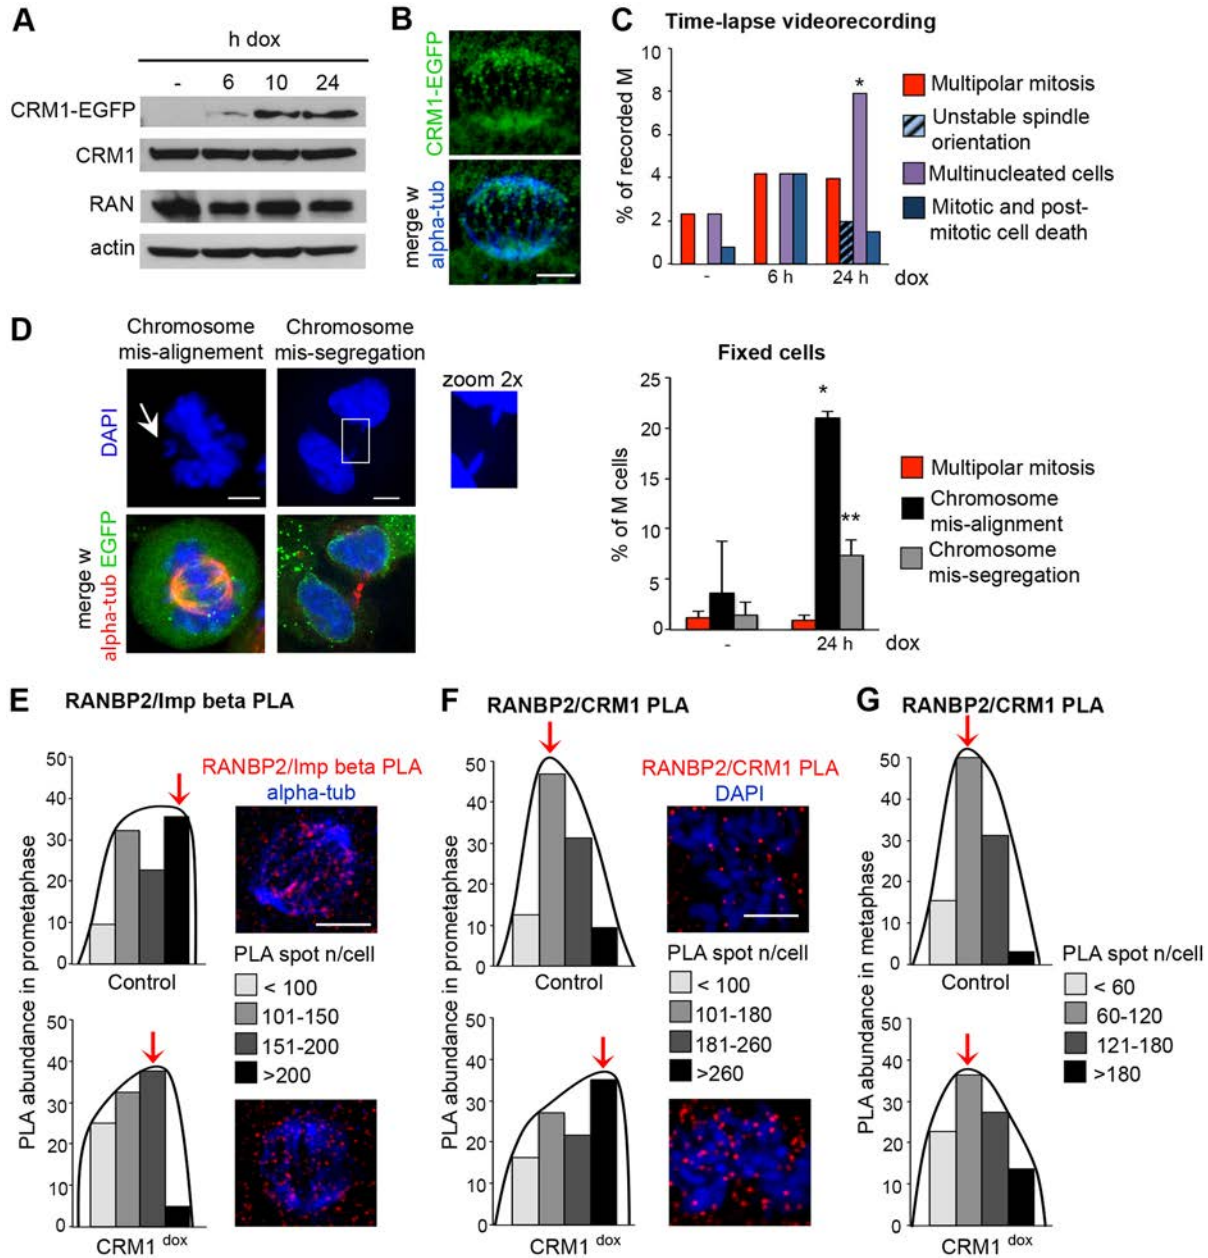 A
h dox
- 6 10 24
CRM1-EGFP
CRM1
RAN
actin
B
CRM1-EGFP
merge w
alpha-tub
C Time-lapse videorecording
% of recorded M
10
8
6
4
2
0
*
- 6 h 24 h dox
Multipolar mitosis
Unstable spindle
orientation
Multinucleated cells
Mitotic and post-
mitotic cell death
D
Chromosome
mis-alignement
Chromosome
mis-segregation
zoom 2x
DAPI
merge w
alpha-tub EGFP
Fixed cells
% of M cells
25
20
15
10
5
0
*
**
- 24 h dox
Multipolar mitosis
Chromosome
mis-alignment
Chromosome
mis-segregation
E RANBP2/Imp beta PLA
PLA abundance in prometaphase
50
40
30
20
10
0
Control
50
40
30
20
10
0
CRM1 dox
RANBP2/Imp beta PLA
alpha-tub
PLA spot n/cell
< 100
101-150
151-200
>200
F RANBP2/CRM1 PLA
PLA abundance in prometaphase
50
40
30
20
10
0
Control
50
40
30
20
10
0
CRM1 dox
RANBP2/CRM1 PLA
DAPI
PLA spot n/cell
< 100
101-180
181-260
>260
G RANBP2/CRM1 PLA
PLA abundance in metaphase
50
40
30
20
10
0
Control
50
40
30
20
10
0
CRM1 dox
PLA spot n/cell
< 60
60-120
121-180
>180